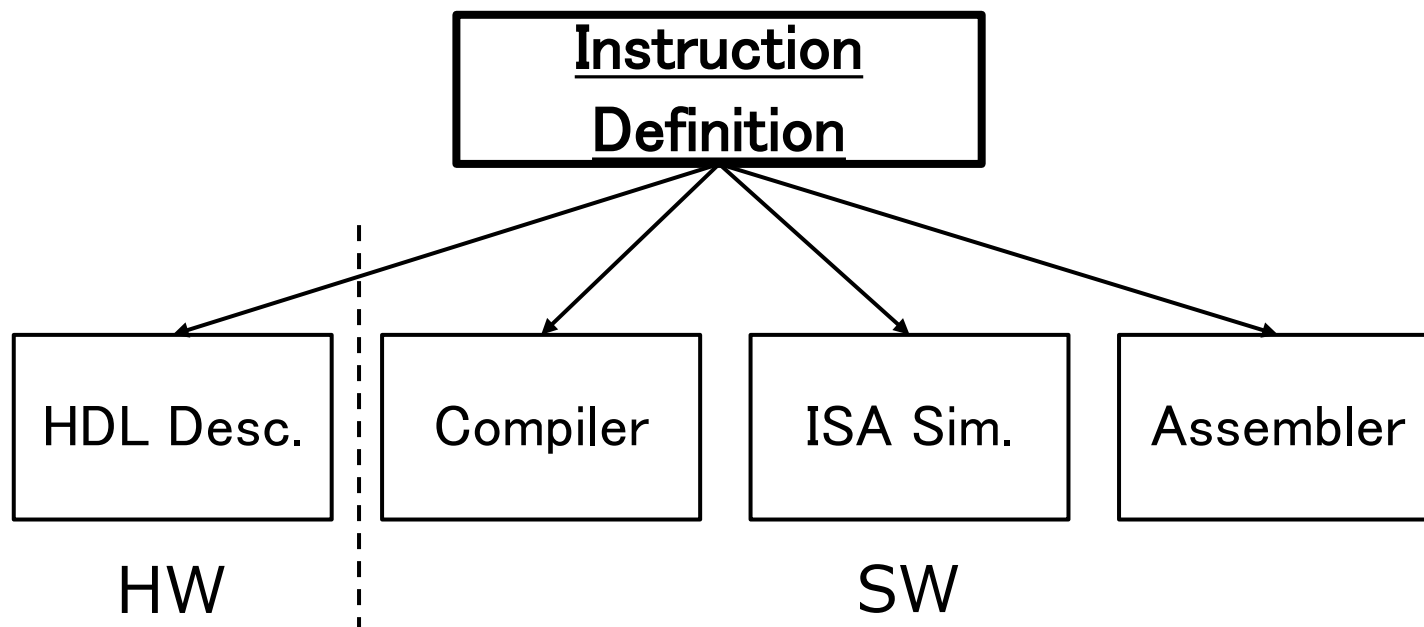 Instruction
Definition
HDL Desc.
Compiler
ISA Sim.
Assembler
HW
SW